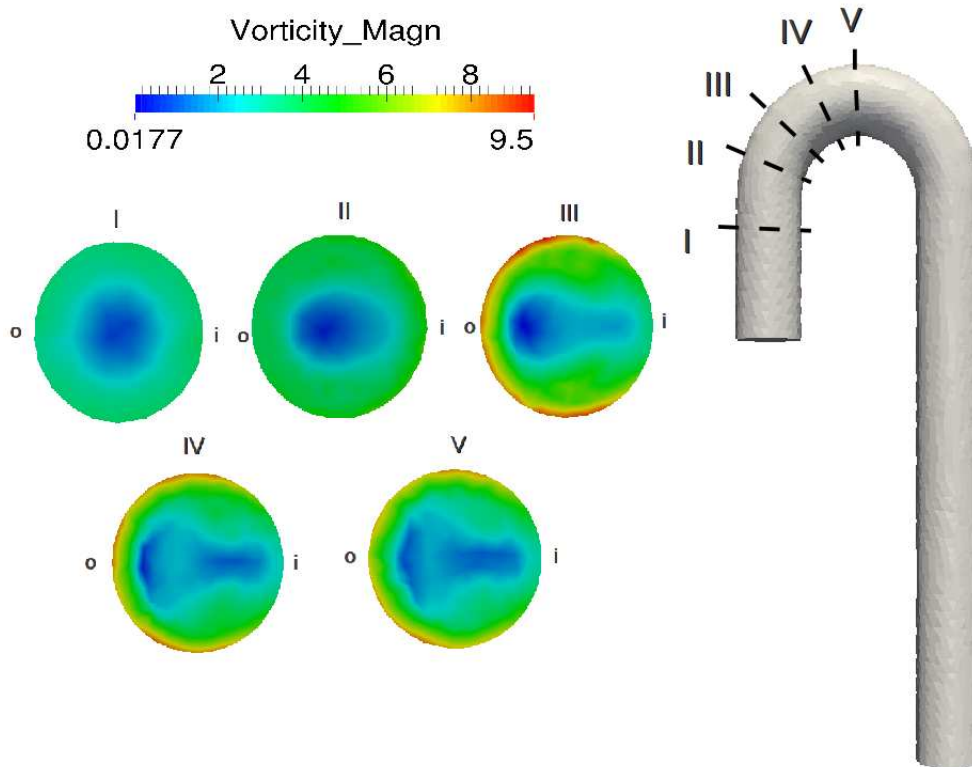 Vorticity_Magn
2 4 6 8
0.0177 9.5
I
o i
II
o i
III
o i
IV
o i
V
o i
V
IV
III
II
I